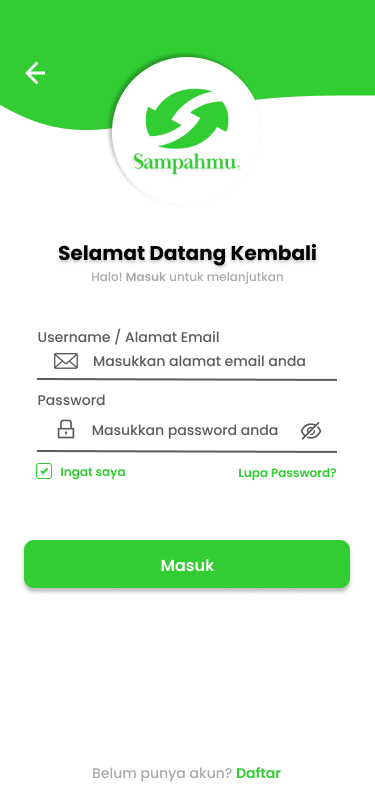 Sampahmu.
Selamat Datang Kembali
Halo! Masuk untuk melanjutkan
Username / Alamat Email
Masukkan alamat email anda
Password
Masukkan password anda
Ingat saya
Lupa Password?
Masuk
Belum punya akun? Daftar